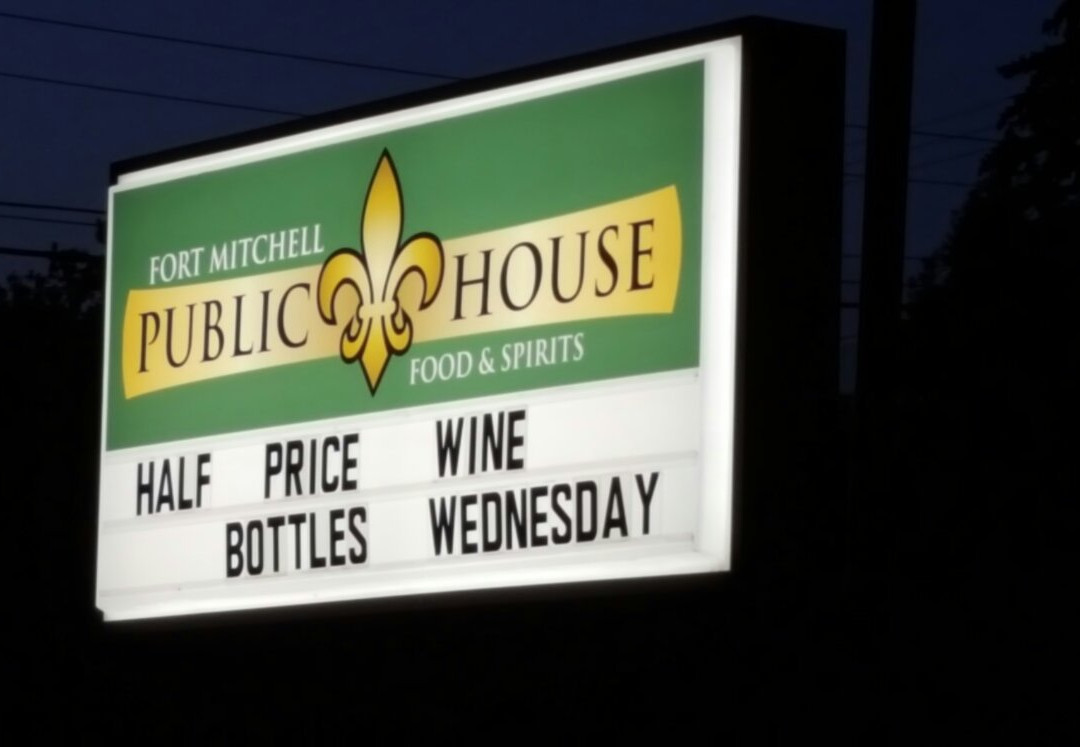 FORT MITCHELL
PUBLIC HOUSE
FOOD & SPIRITS
HALF PRICE WINE
BOTTLES WEDNESDAY